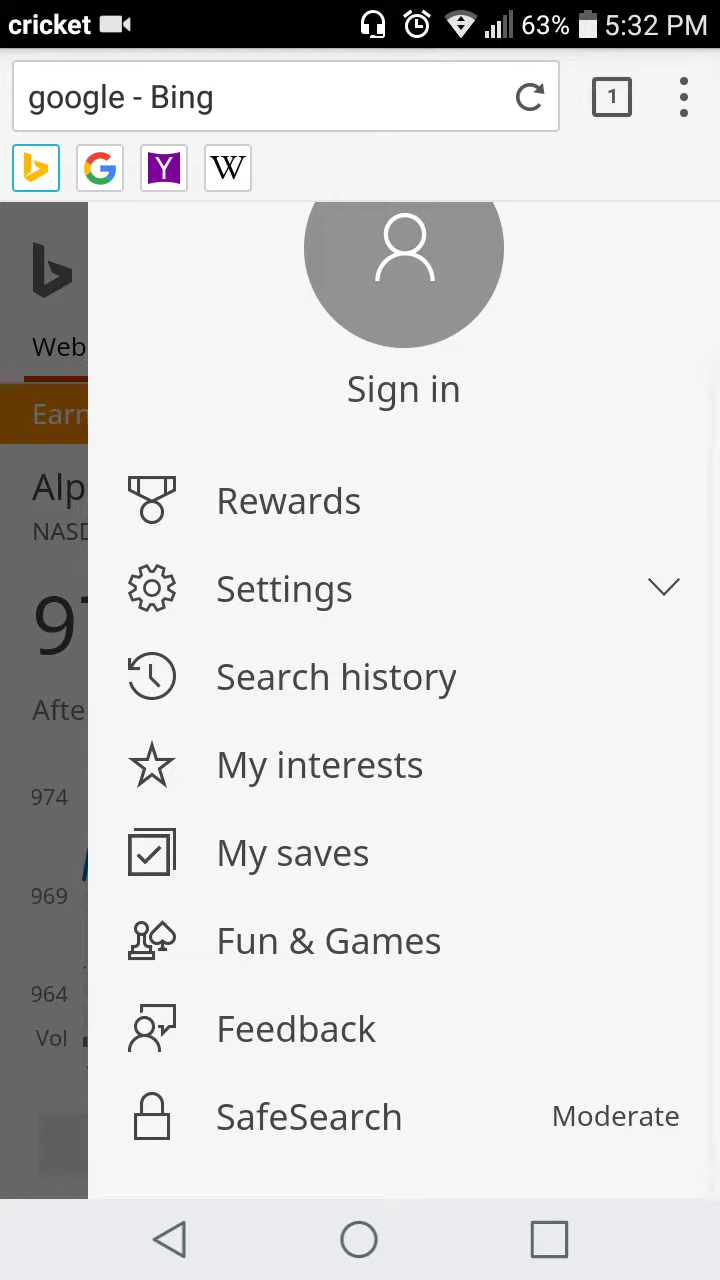 cricket 63% 5:32 PM
google - Bing 1
Y W
Web
Sign in
Earn
Alp
NASD
Rewards
97
Settings
Search history
Afte
My interests
974
My saves
969
Fun & Games
964
Feedback
Vol
SafeSearch Moderate